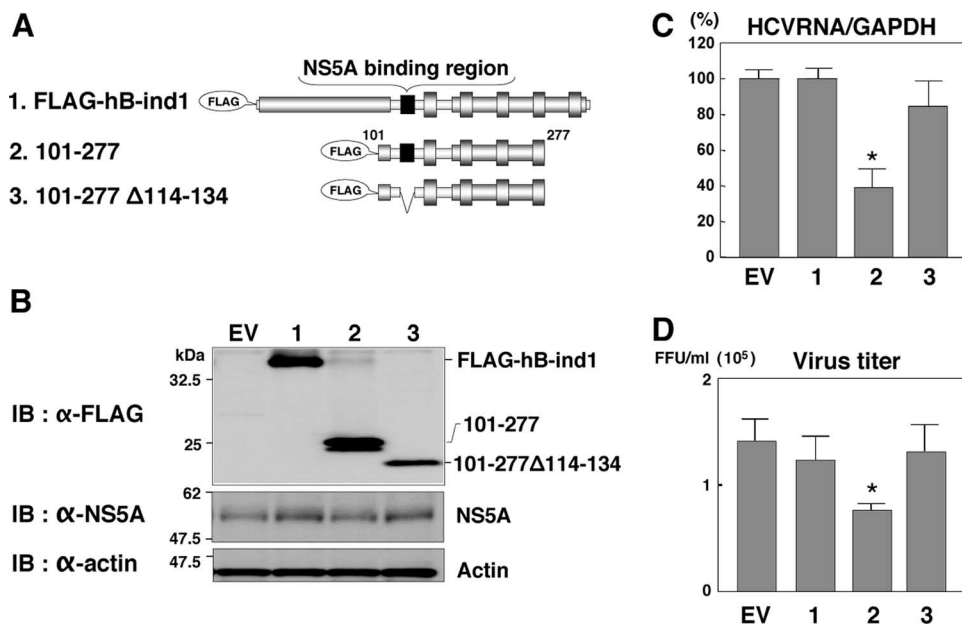 A
NS5A binding region
1. FLAG-hB-ind1
FLAG
101
277
2. 101-277
FLAG
3. 101-277 Δ114-134
FLAG
B
EV 1 2 3
kDa
32.5
25
IB : α-FLAG
FLAG-hB-ind1
101-277
101-277Δ114-134
62
IB : α-NS5A
NS5A
47.5
47.5
IB : α-actin
Actin
C
(%)
HCVRNA/GAPDH
120
100
80
60
40
20
0
*
EV 1 2 3
D
FFU/ml (10⁵)
Virus titer
2
1
0
*
EV 1 2 3